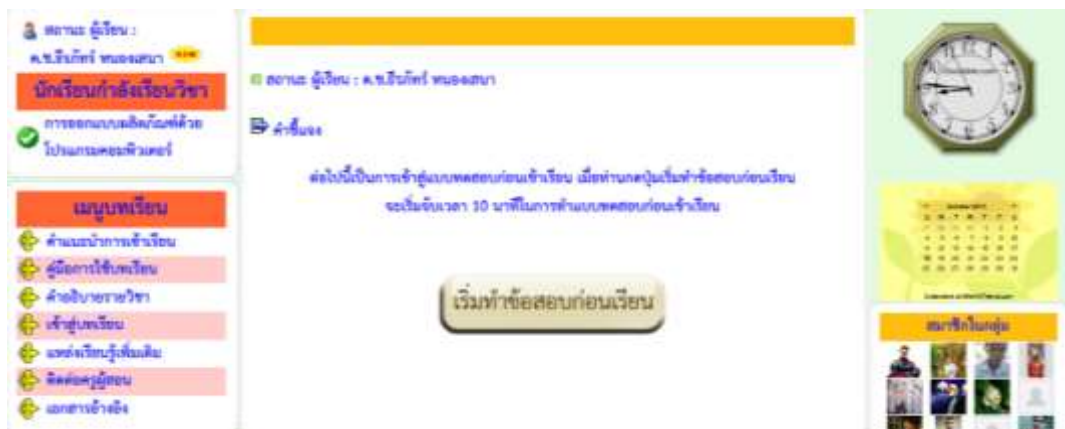 สถานะ ผู้เรียน :
ด.ช.ธีรภัทร์ หนองเสนา
นักเรียนกำลังเรียนวิชา
การออกแบบผลิตภัณฑ์ด้วย
โปรแกรมคอมพิวเตอร์
เมนูบทเรียน
คำแนะนำการเข้าเรียน
คู่มือการใช้บทเรียน
คำอธิบายรายวิชา
เข้าสู่บทเรียน
แหล่งเรียนรู้เพิ่มเติม
ติดต่อครูผู้สอน
เอกสารอ้างอิง
สถานะ ผู้เรียน : ด.ช.ธีรภัทร์ หนองเสนา
คำชี้แจง
ต่อไปนี้เป็นการเข้าสู่แบบทดสอบก่อนเข้าเรียน เมื่อท่านกดปุ่มเริ่มทำข้อสอบก่อนเรียน
จะเริ่มจับเวลา 10 นาทีในการทำแบบทดสอบก่อนเข้าเรียน
เริ่มทำข้อสอบก่อนเรียน
สมาชิกในกลุ่ม